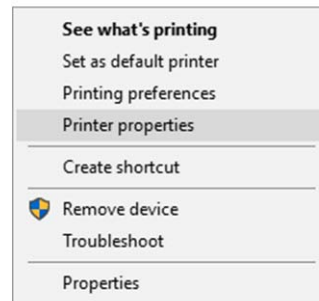 See what's printing
Set as default printer
Printing preferences
Printer properties
Create shortcut
Remove device
Troubleshoot
Properties